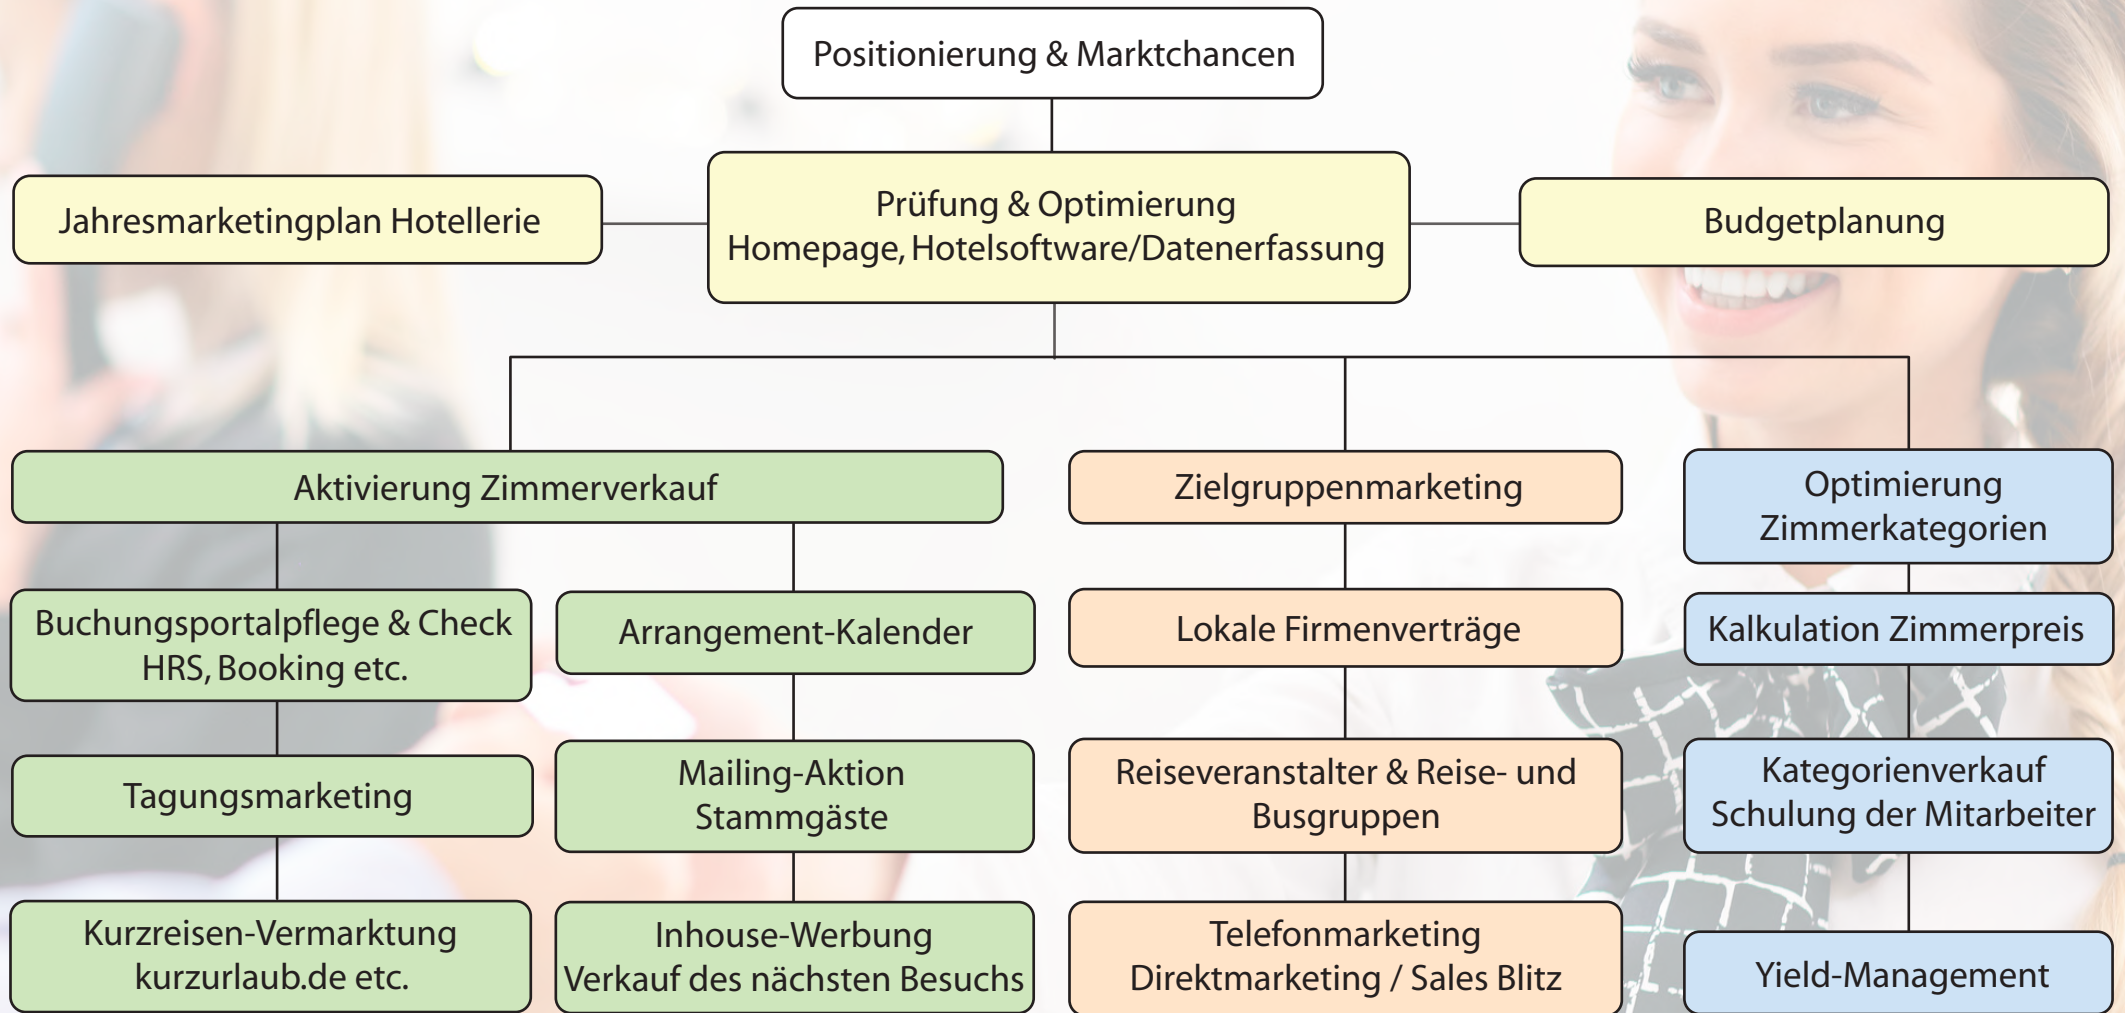 Positionierung & Marktchancen
Jahresmarketingplan Hotellerie
Prüfung & Optimierung
Homepage, Hotelsoftware/Datenerfassung
Budgetplanung
Aktivierung Zimmerverkauf
Zielgruppenmarketing
Optimierung
Zimmerkategorien
Buchungsportalpflege & Check
HRS, Booking etc.
Arrangement-Kalender
Lokale Firmenverträge
Kalkulation Zimmerpreis
Tagungsmarketing
Mailing-Aktion
Stammgäste
Reiseveranstalter & Reise- und
Busgruppen
Kategorienverkauf
Schulung der Mitarbeiter
Kurzreisen-Vermarktung
kurzurlaub.de etc.
Inhouse-Werbung
Verkauf des nächsten Besuchs
Telefonmarketing
Direktmarketing / Sales Blitz
Yield-Management